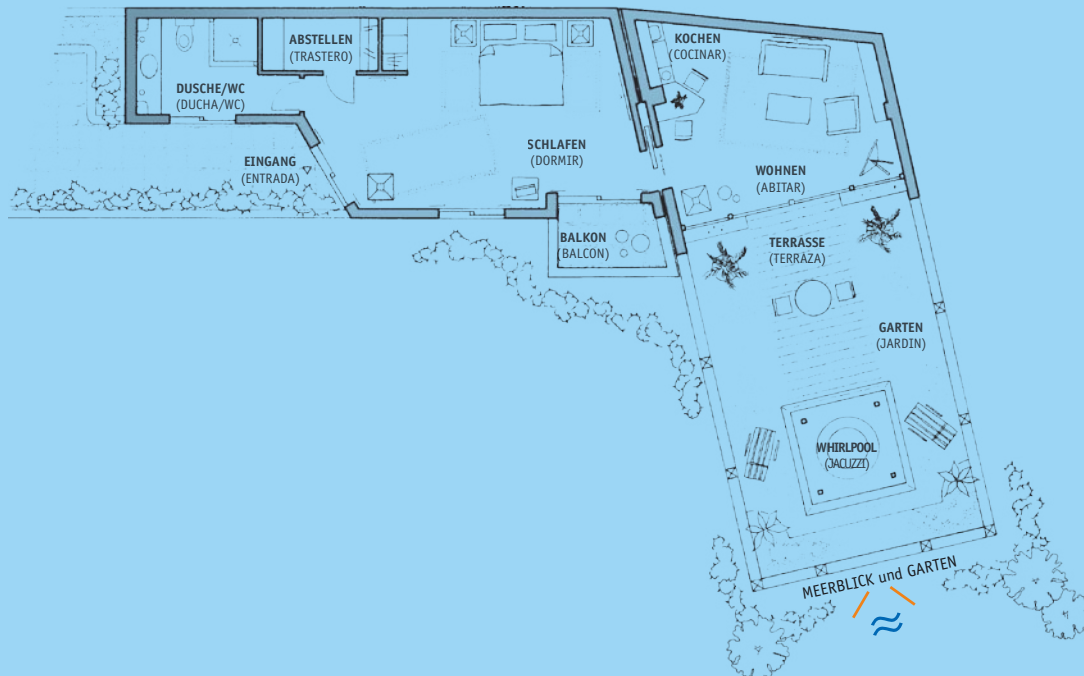 ABSTELLEN
(TRASTERO)
KOCHEN
(COCINAR)
DUSCHE/WC
(DUCHA/WC)
SCHLAFEN
(DORMIR)
EINGANG
(ENTRADA)
WOHNEN
(ABITAR)
BALKON
(BALCON)
TERRASSE
(TERRAZA)
GARTEN
(JARDIN)
WHIRLPOOL
(JACUZZI)
MEERBLICK und GARTEN